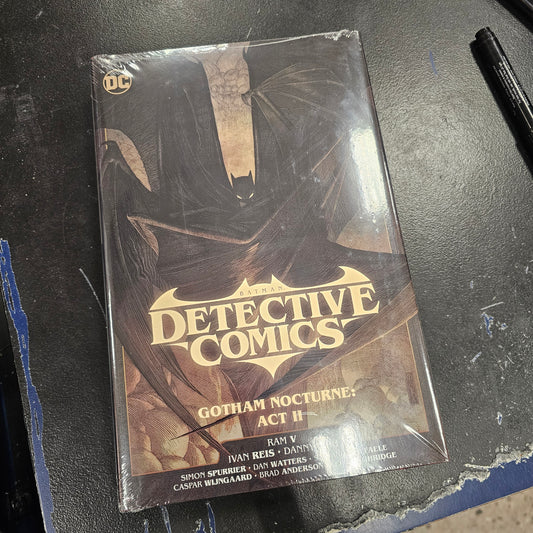 DC
BATMAN
DETECTIVE
COMICS
GOTHAM NOCTURNE:
ACT II
RAM V
IVAN REIS • DANNY
SIMON SPURRIER • DAN WATTERS •
CASPAR WIJNGAARD • BRAD ANDERSON